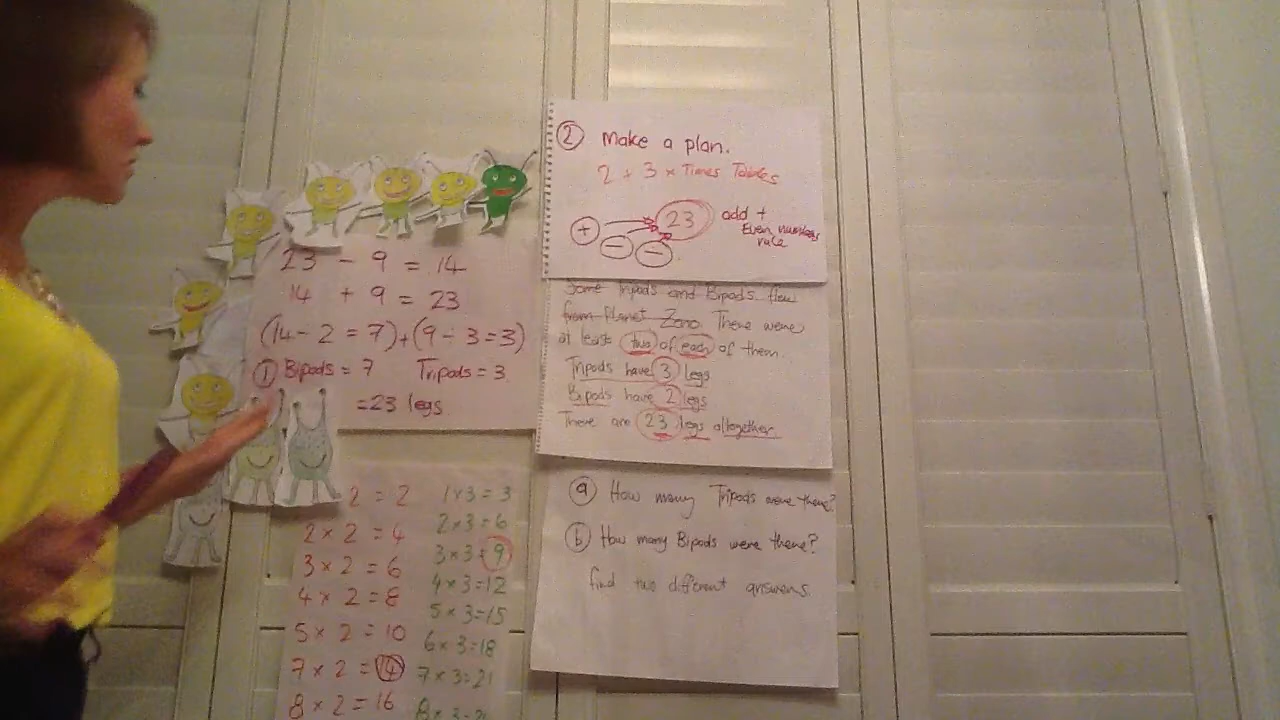 ② Make a plan.
2 + 3 x Times Tables
+ - - 23
add +
Even numbers
rule
23 - 9 = 14
14 + 9 = 23
(14 - 2 = 7) + (9 ÷ 3 = 3)
① Bipods = 7 Tripods = 3
= 23 legs
Some Tripods and Bipods flew
from Planet Zeno. There were
at least two of each of them.
Tripods have 3 legs
Bipods have 2 legs
There are 23 legs altogether.
ⓐ How many Tripods were there?
ⓑ How many Bipods were there?
find two different answers.
2 = 2
2 x 2 = 4
3 x 2 = 6
4 x 2 = 8
5 x 2 = 10
7 x 2 = 14
8 x 2 = 16
1 x 3 = 3
2 x 3 = 6
3 x 3 = 9
4 x 3 = 12
5 x 3 = 15
6 x 3 = 18
7 x 3 = 21
8 x 3 = 2